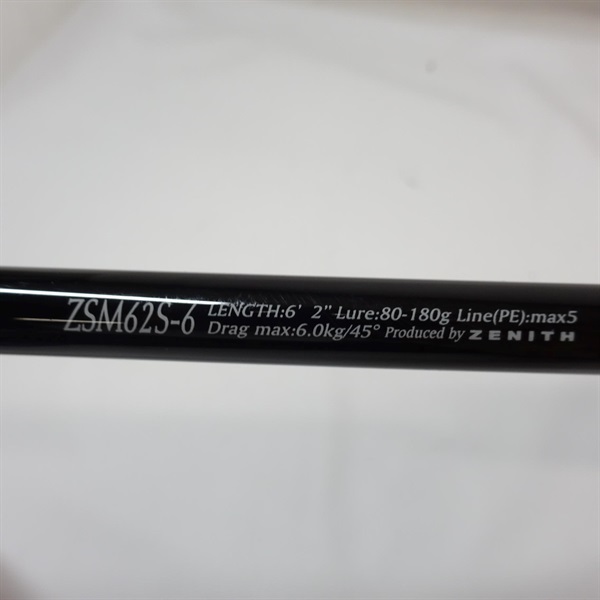 ZSM62S-6 LENGTH:6' 2" Lure:80-180g Line(PE):max5
Drag max:6.0kg/45° Produced by ZENITH